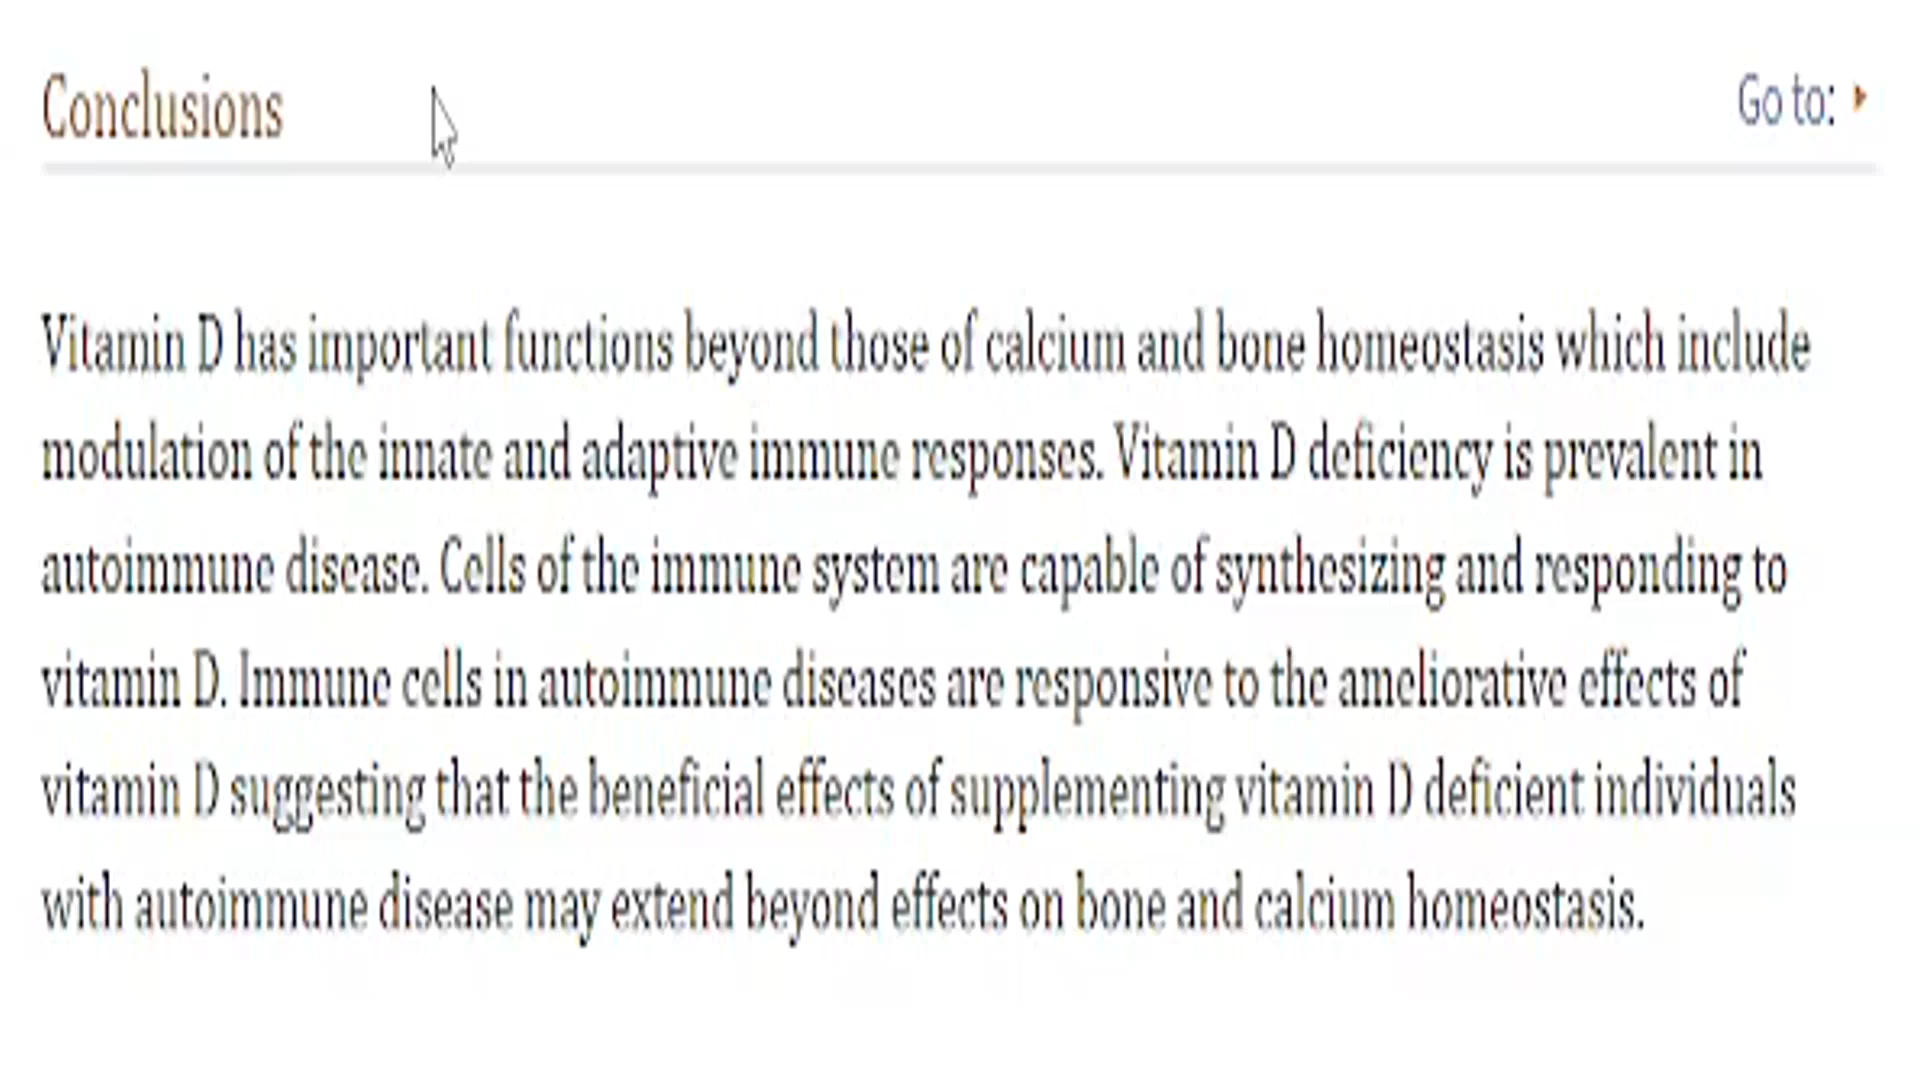 Conclusions
Go to:
Vitamin D has important functions beyond those of calcium and bone homeostasis which include
modulation of the innate and adaptive immune responses. Vitamin D deficiency is prevalent in
autoimmune disease. Cells of the immune system are capable of synthesizing and responding to
vitamin D. Immune cells in autoimmune diseases are responsive to the ameliorative effects of
vitamin D suggesting that the beneficial effects of supplementing vitamin D deficient individuals
with autoimmune disease may extend beyond effects on bone and calcium homeostasis.